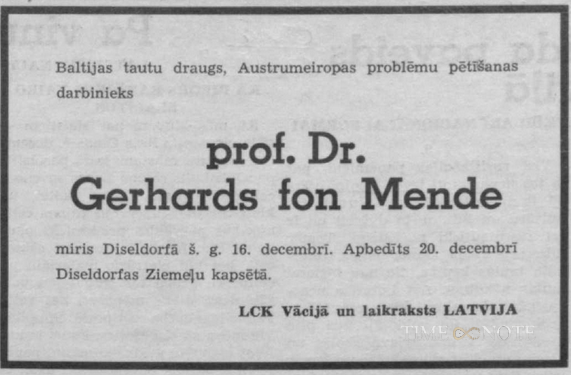 Baltijas tautu draugs, Austrumeiropas problēmu pētīšanas
darbinieks
prof. Dr.
Gerhards fon Mende
miris Diseldorfā š. g. 16. decembrī. Apbedīts 20. decembrī
Diseldorfas Ziemeļu kapsētā.
LCK Vācijā un laikraksts LATVIJA
TIMENOTE